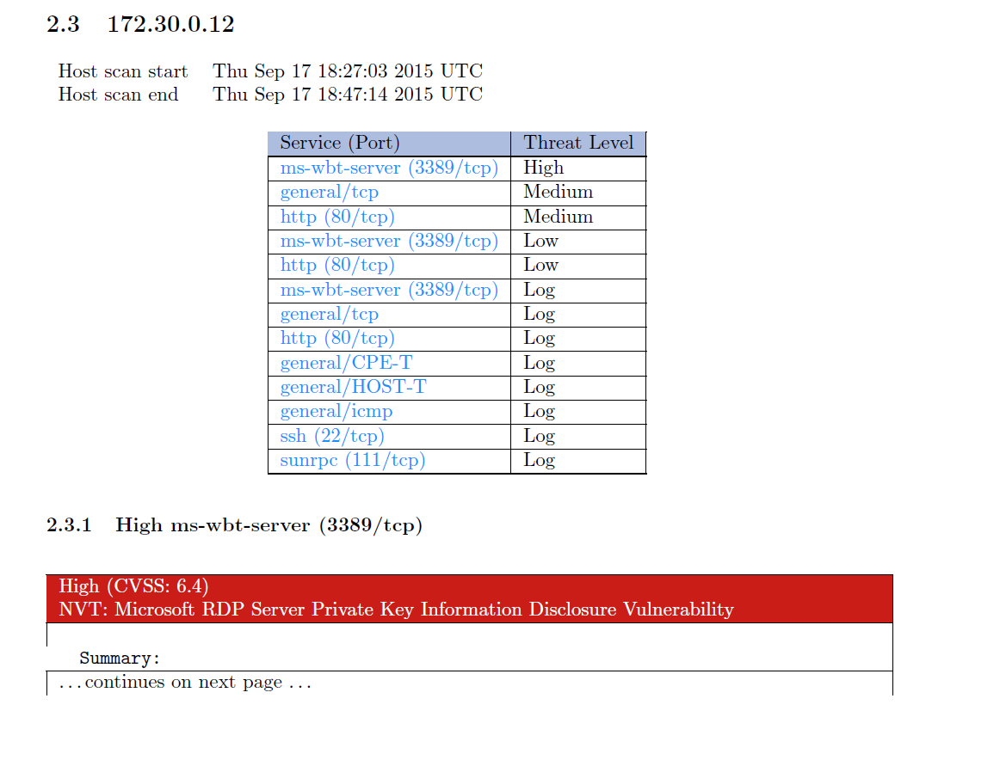 2.3 172.30.0.12
Host scan start Thu Sep 17 18:27:03 2015 UTC
Host scan end Thu Sep 17 18:47:14 2015 UTC
Service (Port) Threat Level
ms-wbt-server (3389/tcp) High
general/tcp Medium
http (80/tcp) Medium
ms-wbt-server (3389/tcp) Low
http (80/tcp) Low
ms-wbt-server (3389/tcp) Log
general/tcp Log
http (80/tcp) Log
general/CPE-T Log
general/HOST-T Log
general/icmp Log
ssh (22/tcp) Log
sunrpc (111/tcp) Log
2.3.1 High ms-wbt-server (3389/tcp)
High (CVSS: 6.4)
NVT: Microsoft RDP Server Private Key Information Disclosure Vulnerability
Summary:
...continues on next page ...